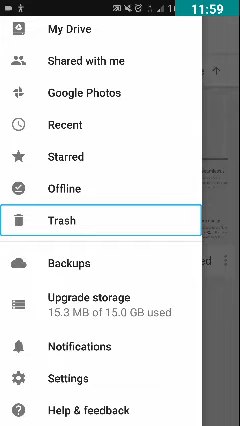 11:59
My Drive
Shared with me
Google Photos
Recent
Starred
Offline
Trash
Backups
Upgrade storage
15.3 MB of 15.0 GB used
Notifications
Settings
Help & feedback